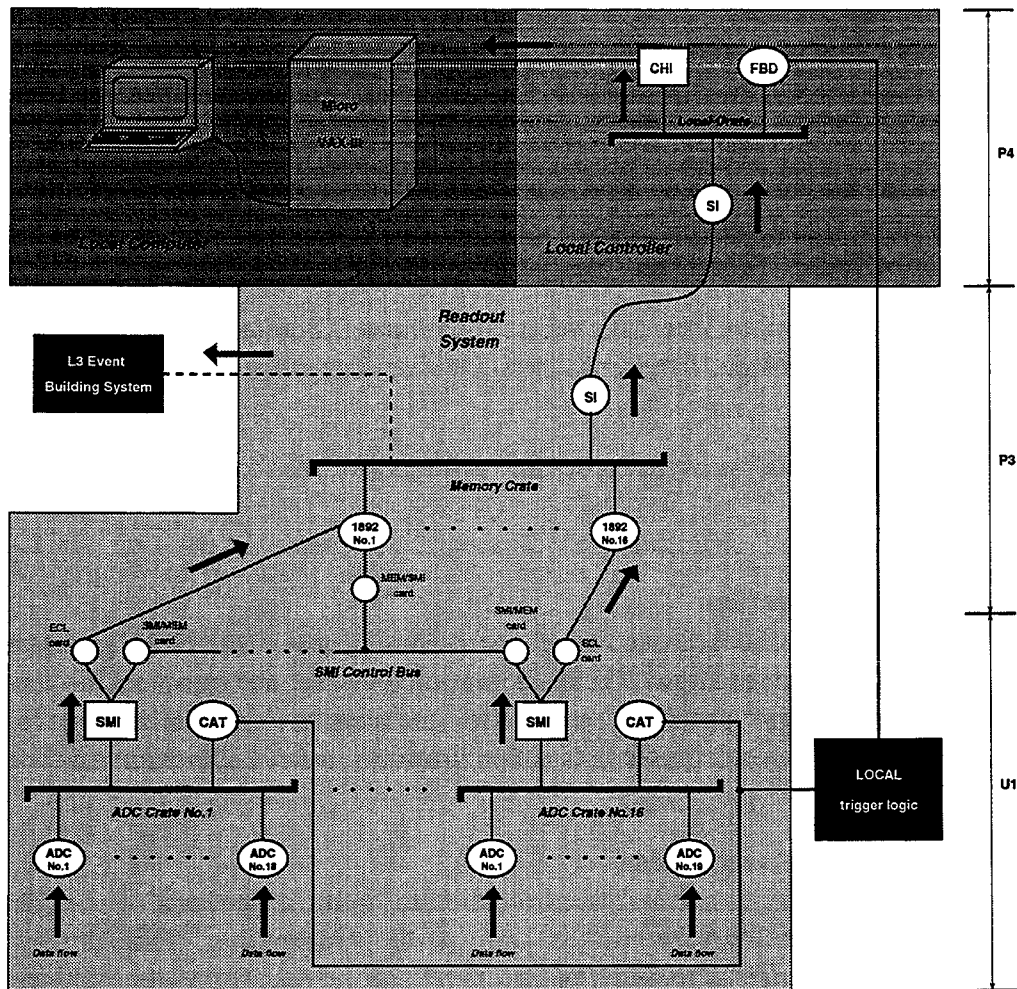 CHI
FBD
Micro
VAX III
Local Crate
P4
SI
Local Computer
Local Controller
Readout
System
L3 Event
Building System
SI
P3
Memory Crate
1892
No.1
1892
No.16
MEM/SMI
card
ECL
card
SMI/MEM
card
SMI/MEM
card
ECL
card
SMI Control Bus
SMI
CAT
SMI
CAT
LOCAL
trigger logic
U1
ADC Crate No.1
ADC Crate No.16
ADC
No.1
ADC
No.18
ADC
No.1
ADC
No.19
Data flow
Data flow
Data flow
Data flow